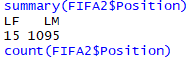 summary(FIFA2$Position)
LF LM
15 1095
count(FIFA2$Position)